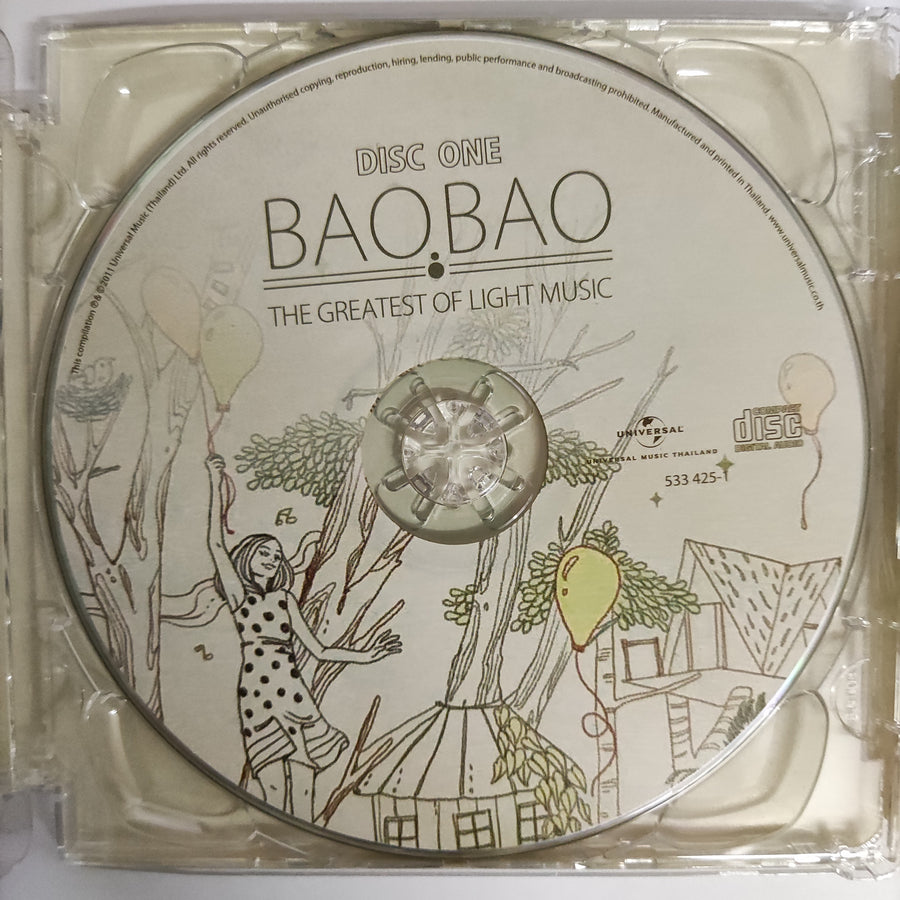 This compilation ℗ & © 2011 Universal Music (Thailand) Ltd. All rights reserved. Unauthorised copying, reproduction, hiring, lending, public performance and broadcasting prohibited. Manufactured and printed in Thailand. www.universalmusic.co.th
DISC ONE
BAOBAO
THE GREATEST OF LIGHT MUSIC
UNIVERSAL
UNIVERSAL MUSIC THAILAND
533 425-1
COMPACT
disc
DIGITAL AUDIO